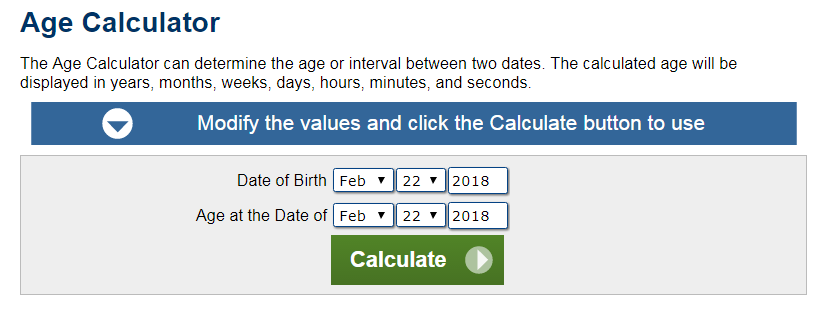 Age Calculator
The Age Calculator can determine the age or interval between two dates. The calculated age will be
displayed in years, months, weeks, days, hours, minutes, and seconds.
Modify the values and click the Calculate button to use
Date of Birth Feb 22 2018
Age at the Date of Feb 22 2018
Calculate